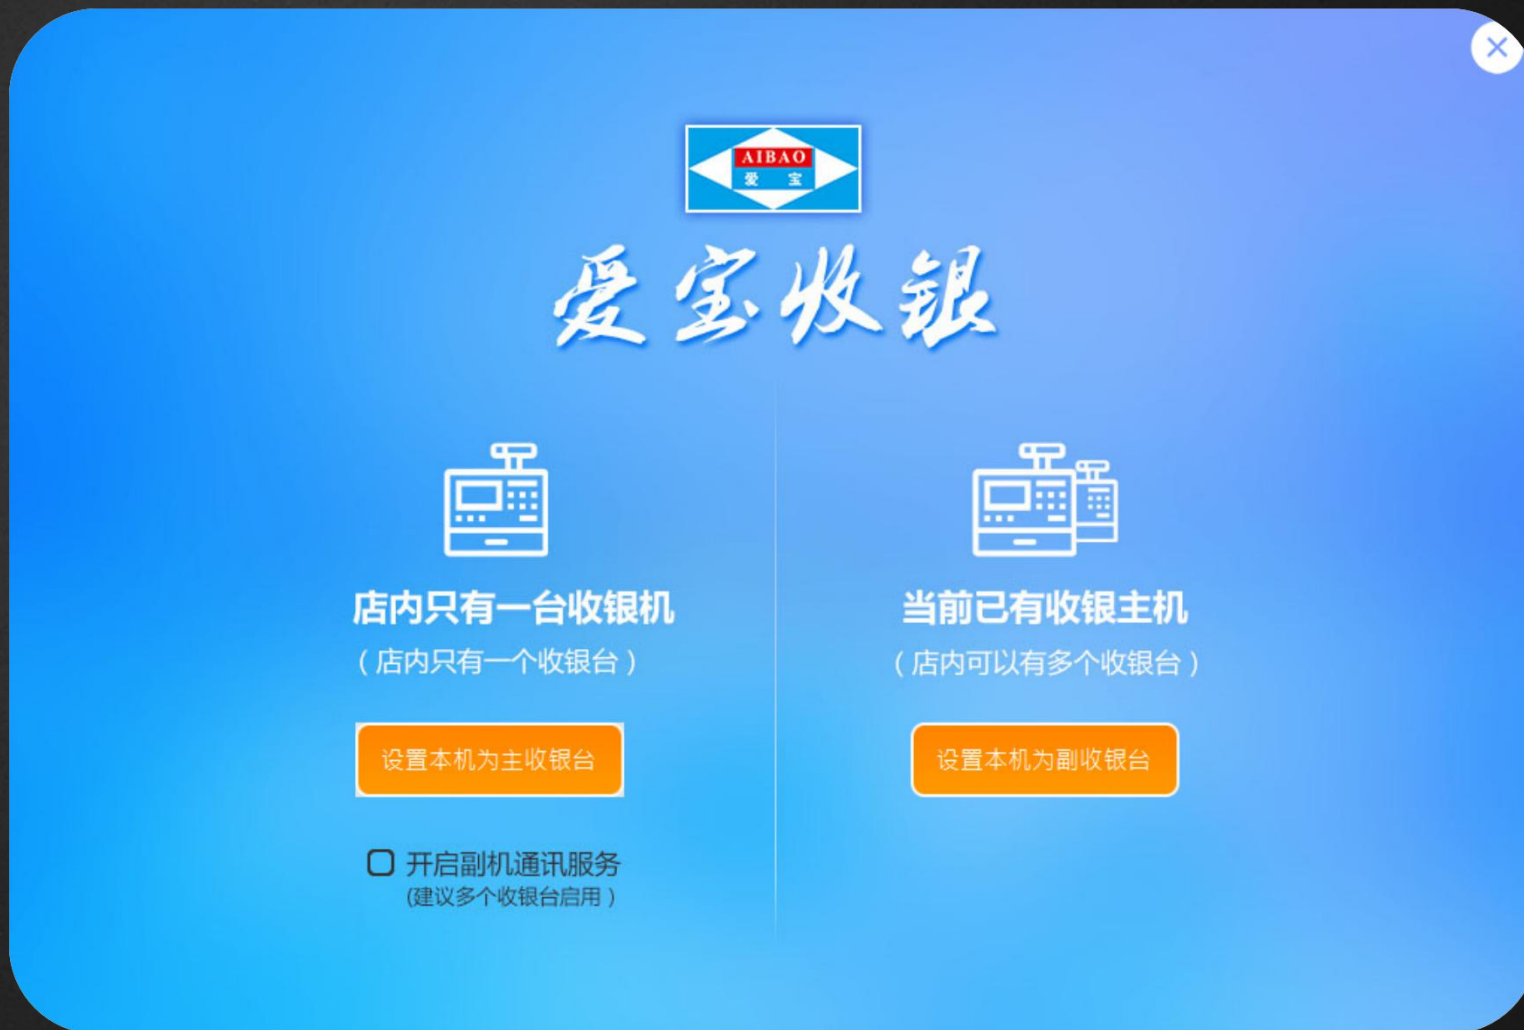 AIBAO
爱 宝
爱宝收银
店内只有一台收银机
（店内只有一个收银台）
设置本机为主收银台
开启副机通讯服务
(建议多个收银台启用）
当前已有收银主机
（店内可以有多个收银台）
设置本机为副收银台